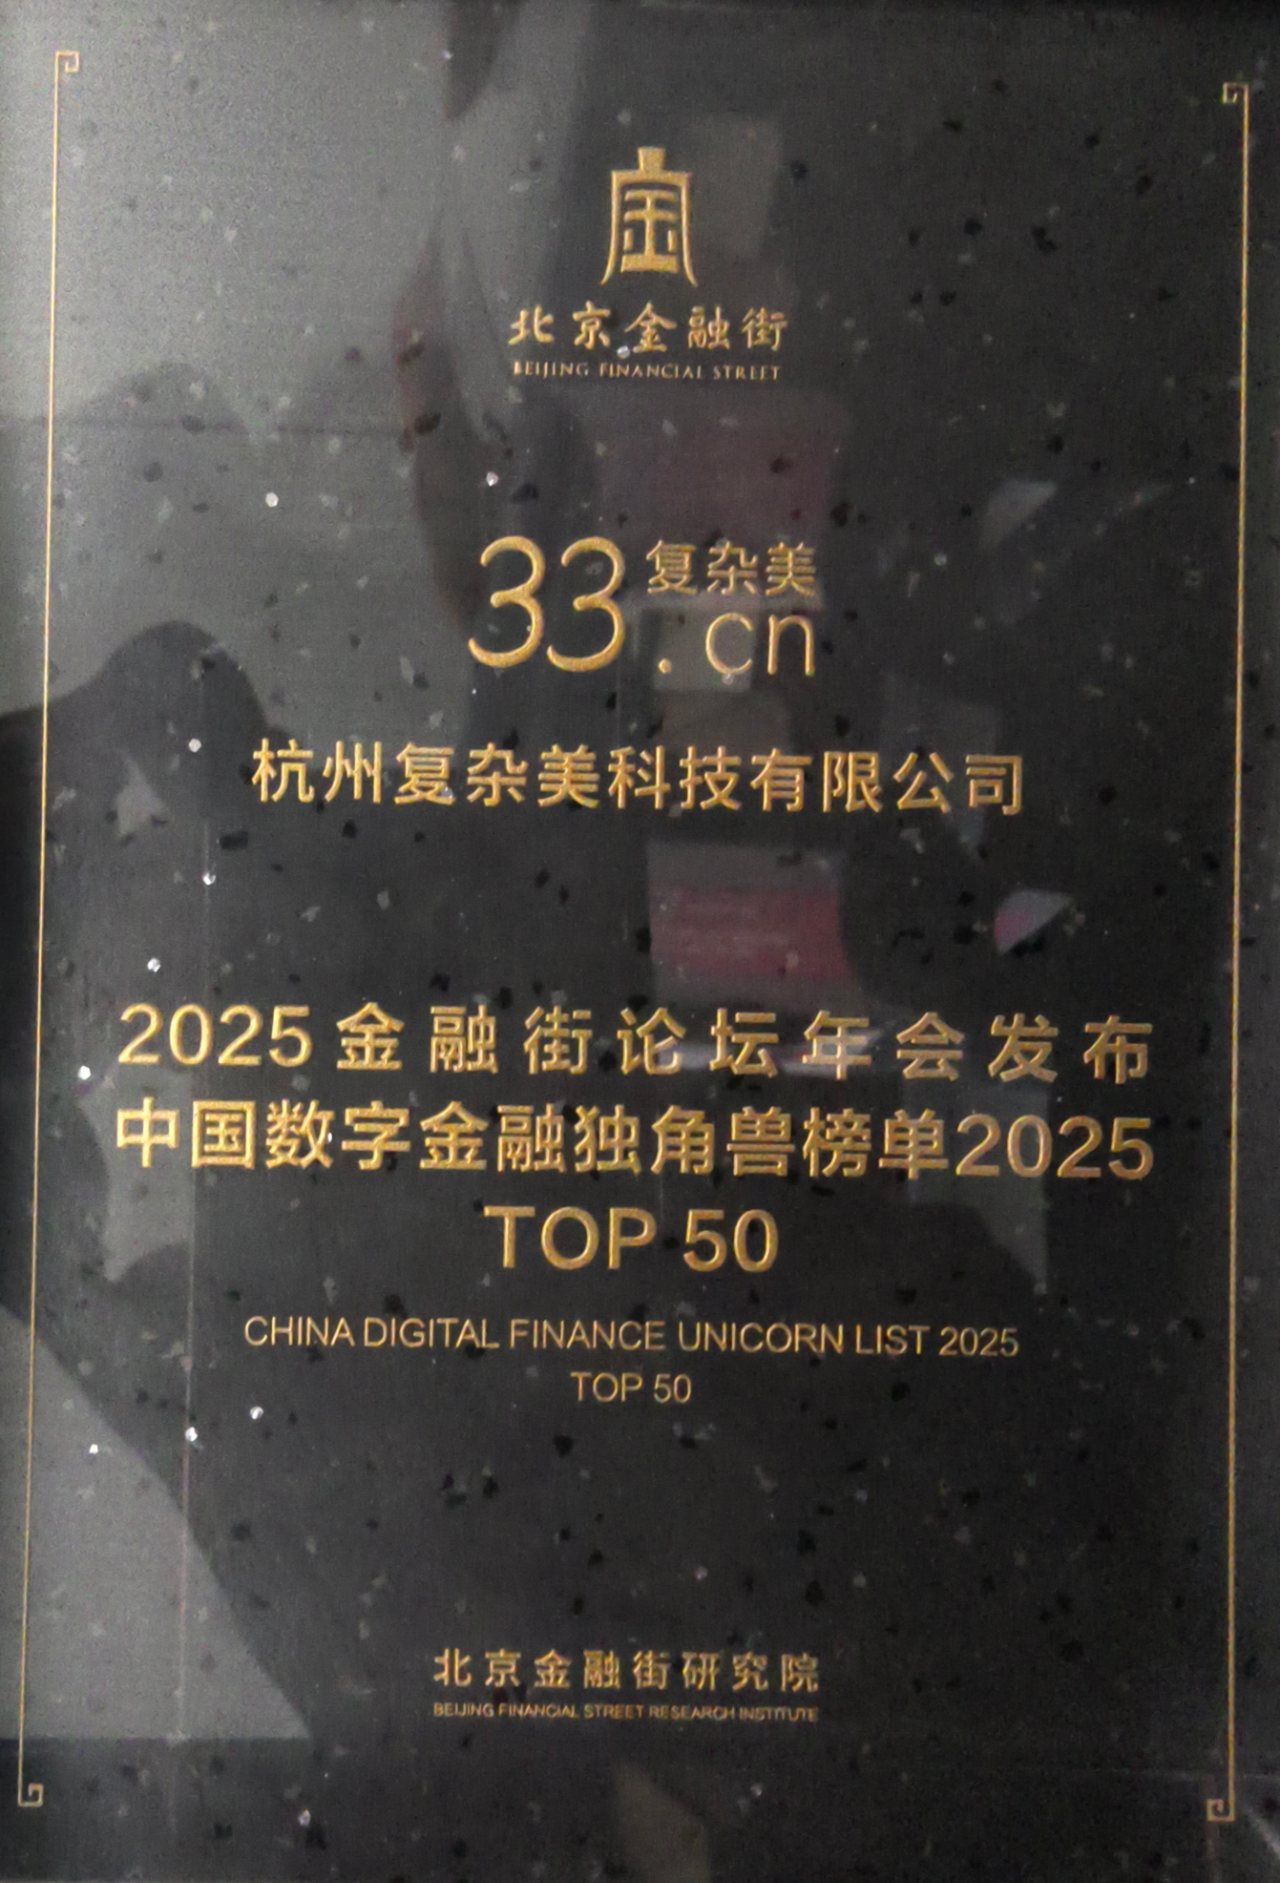 北京金融街
BEIJING FINANCIAL STREET
33.cn
复杂美
杭州复杂美科技有限公司
2025金融街论坛年会发布
中国数字金融独角兽榜单2025
TOP 50
CHINA DIGITAL FINANCE UNICORN LIST 2025
TOP 50
北京金融街研究院
BEIJING FINANCIAL STREET RESEARCH INSTITUTE